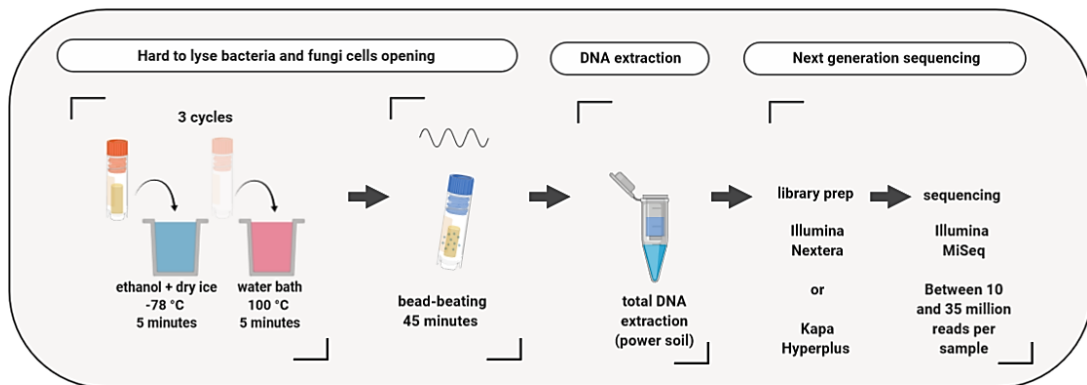 Hard to lyse bacteria and fungi cells opening
DNA extraction
Next generation sequencing
3 cycles
ethanol + dry ice
-78 °C
5 minutes
water bath
100 °C
5 minutes
bead-beating
45 minutes
total DNA
extraction
(power soil)
library prep
Illumina
Nextera
or
Kapa
Hyperplus
sequencing
Illumina
MiSeq
Between 10
and 35 million
reads per
sample